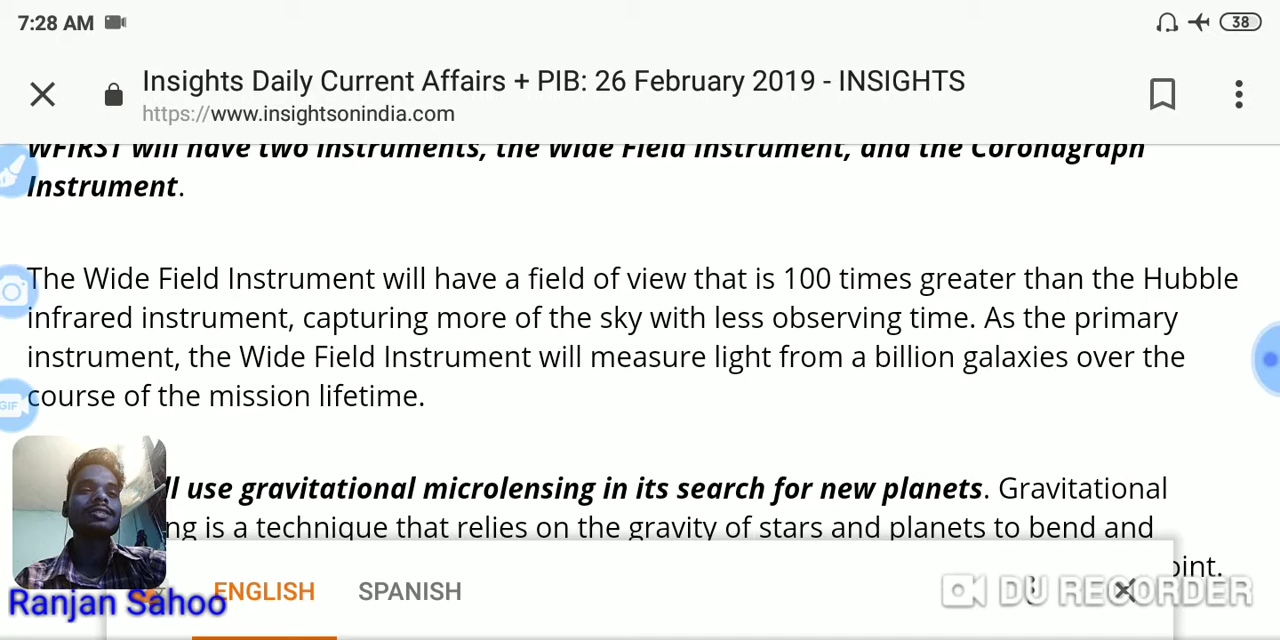 7:28 AM
38
Insights Daily Current Affairs + PIB: 26 February 2019 - INSIGHTS
https://www.insightsonindia.com
WFIRST will have two instruments, the Wide Field Instrument, and the Coronagraph
Instrument.
The Wide Field Instrument will have a field of view that is 100 times greater than the Hubble
infrared instrument, capturing more of the sky with less observing time. As the primary
instrument, the Wide Field Instrument will measure light from a billion galaxies over the
GIF
course of the mission lifetime.
use gravitational microlensing in its search for new planets. Gravitational
is a technique that relies on the gravity of stars and planets to bend and
Ranjan Sahoo
ENGLISH
SPANISH
DU RECORDER